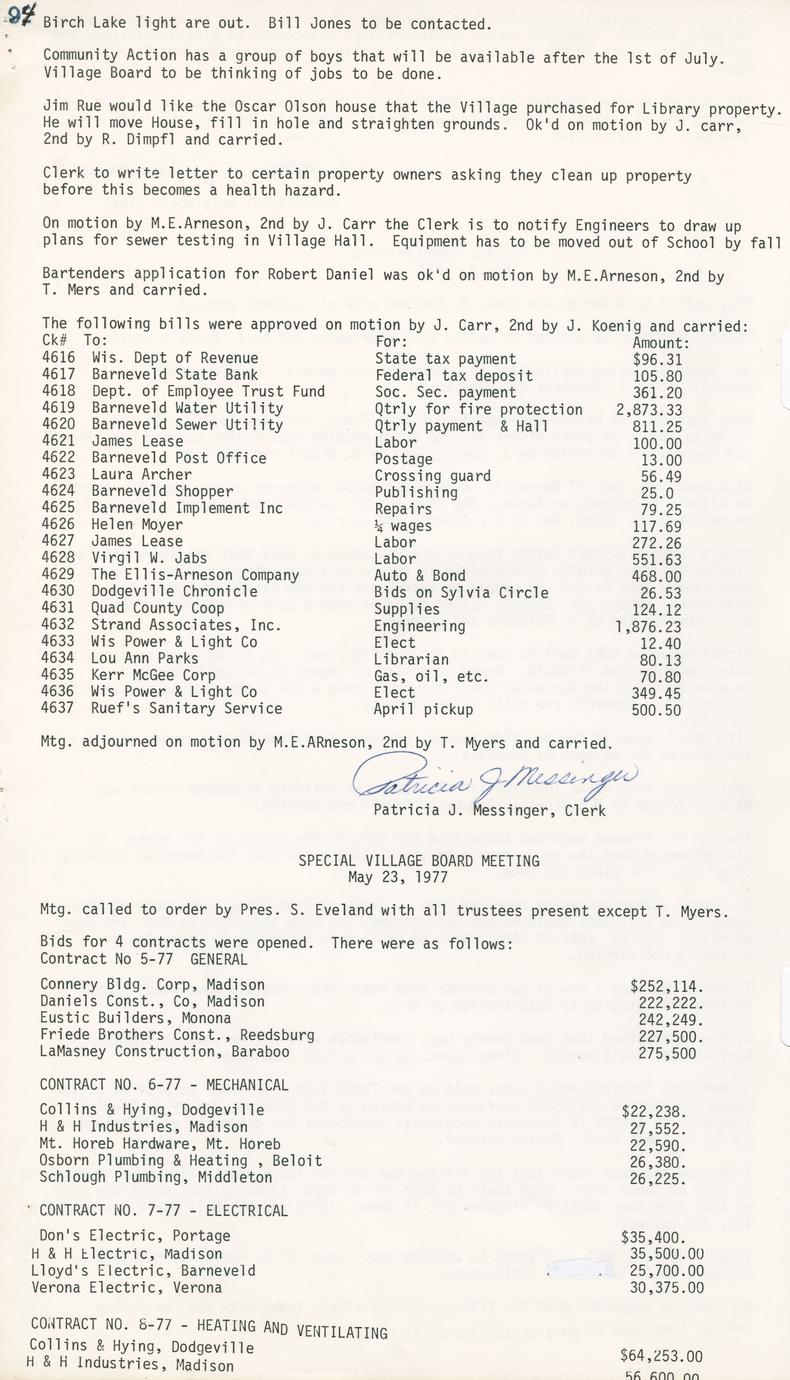 94
Birch Lake light are out. Bill Jones to be contacted.
Community Action has a group of boys that will be available after the 1st of July.
Village Board to be thinking of jobs to be done.
Jim Rue would like the Oscar Olson house that the Village purchased for Library property.
He will move House, fill in hole and straighten grounds. Ok'd on motion by J. carr,
2nd by R. Dimpfl and carried.
Clerk to write letter to certain property owners asking they clean up property
before this becomes a health hazard.
On motion by M.E.Arneson, 2nd by J. Carr the Clerk is to notify Engineers to draw up
plans for sewer testing in Village Hall. Equipment has to be moved out of School by fall
Bartenders application for Robert Daniel was ok'd on motion by M.E.Arneson, 2nd by
T. Mers and carried.
The following bills were approved on motion by J. Carr, 2nd by J. Koenig and carried:
Ck# To: For: Amount:
4616 Wis. Dept of Revenue State tax payment $96.31
4617 Barneveld State Bank Federal tax deposit 105.80
4618 Dept. of Employee Trust Fund Soc. Sec. payment 361.20
4619 Barneveld Water Utility Qtrly for fire protection 2,873.33
4620 Barneveld Sewer Utility Qtrly payment & Hall 811.25
4621 James Lease Labor 100.00
4622 Barneveld Post Office Postage 13.00
4623 Laura Archer Crossing guard 56.49
4624 Barneveld Shopper Publishing 25.0
4625 Barneveld Implement Inc Repairs 79.25
4626 Helen Moyer ¼ wages 117.69
4627 James Lease Labor 272.26
4628 Virgil W. Jabs Labor 551.63
4629 The Ellis-Arneson Company Auto & Bond 468.00
4630 Dodgeville Chronicle Bids on Sylvia Circle 26.53
4631 Quad County Coop Supplies 124.12
4632 Strand Associates, Inc. Engineering 1,876.23
4633 Wis Power & Light Co Elect 12.40
4634 Lou Ann Parks Librarian 80.13
4635 Kerr McGee Corp Gas, oil, etc. 70.80
4636 Wis Power & Light Co Elect 349.45
4637 Ruef's Sanitary Service April pickup 500.50
Mtg. adjourned on motion by M.E.ARneson, 2nd by T. Myers and carried.
Patricia J Messinger
Patricia J. Messinger, Clerk
SPECIAL VILLAGE BOARD MEETING
May 23, 1977
Mtg. called to order by Pres. S. Eveland with all trustees present except T. Myers.
Bids for 4 contracts were opened. There were as follows:
Contract No 5-77 GENERAL
Connery Bldg. Corp, Madison $252,114.
Daniels Const., Co, Madison 222,222.
Eustic Builders, Monona 242,249.
Friede Brothers Const., Reedsburg 227,500.
LaMasney Construction, Baraboo 275,500
CONTRACT NO. 6-77 - MECHANICAL
Collins & Hying, Dodgeville $22,238.
H & H Industries, Madison 27,552.
Mt. Horeb Hardware, Mt. Horeb 22,590.
Osborn Plumbing & Heating , Beloit 26,380.
Schlough Plumbing, Middleton 26,225.
CONTRACT NO. 7-77 - ELECTRICAL
Don's Electric, Portage $35,400.
H & H Electric, Madison 35,500.00
Lloyd's Electric, Barneveld 25,700.00
Verona Electric, Verona 30,375.00
CONTRACT NO. 8-77 - HEATING AND VENTILATING
Collins & Hying, Dodgeville $64,253.00
H & H Industries, Madison 56,600.00